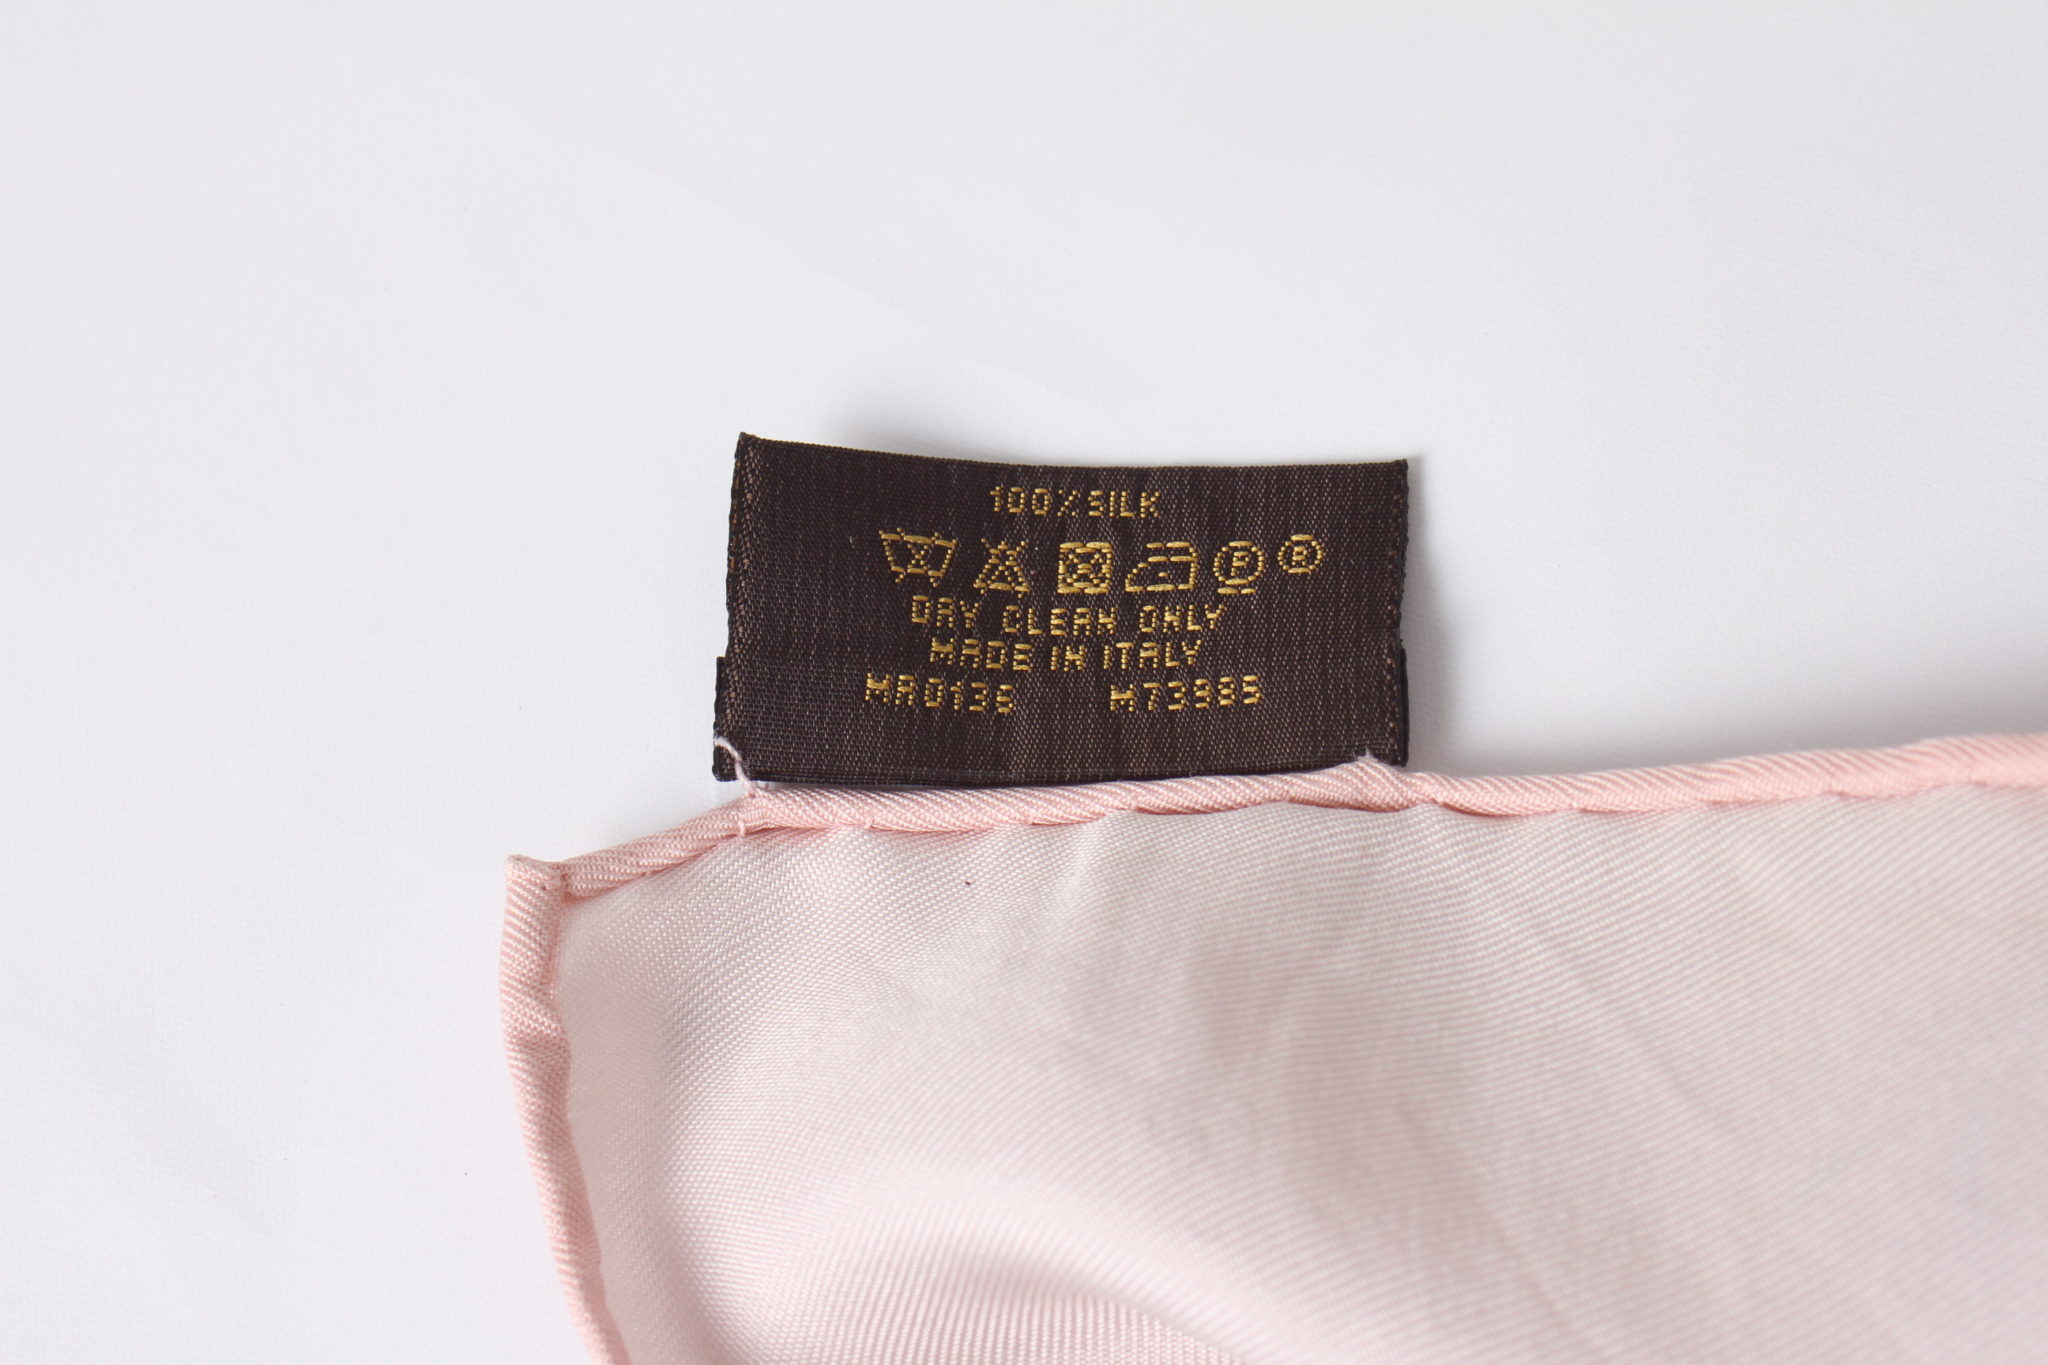 100% SILK
F R
DRY CLEAN ONLY
MADE IN ITALY
MR0136 M73985